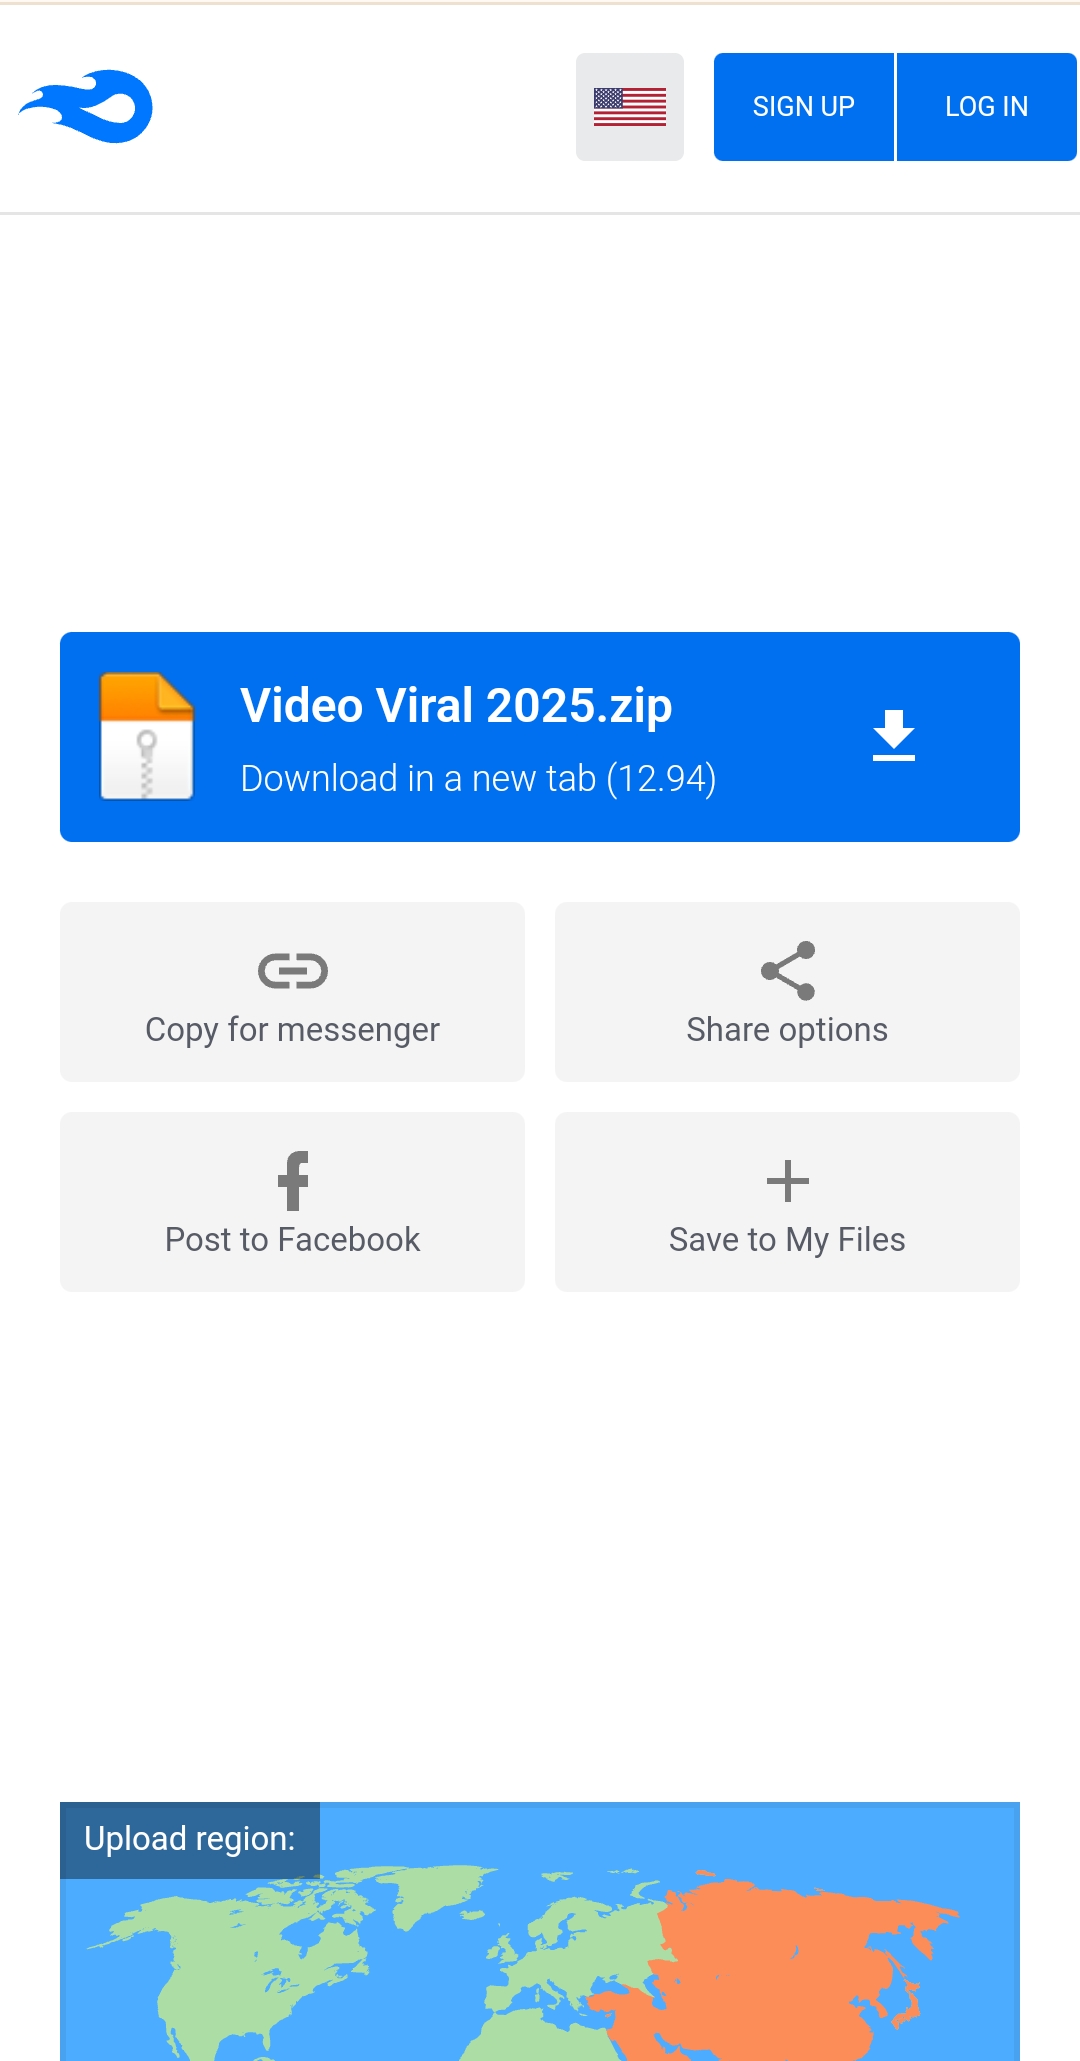 SIGN UP
LOG IN
Video Viral 2025.zip
Download in a new tab (12.94)
Copy for messenger
Share options
Post to Facebook
Save to My Files
Upload region: